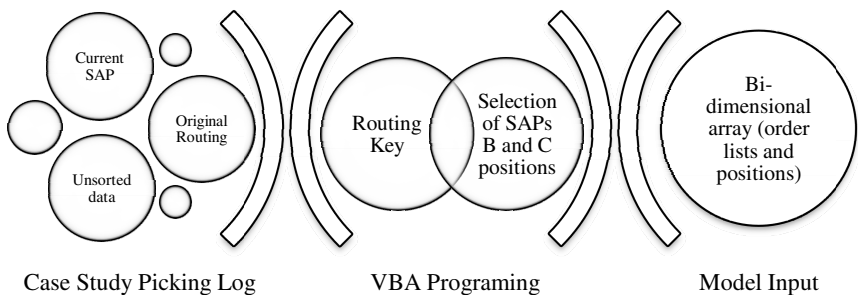 Current
SAP
Original
Routing
Unsorted
data
Routing
Key
Selection
of SAPs
B and C
positions
Bi-
dimensional
array (order
lists and
positions)
Case Study Picking Log
VBA Programing
Model Input